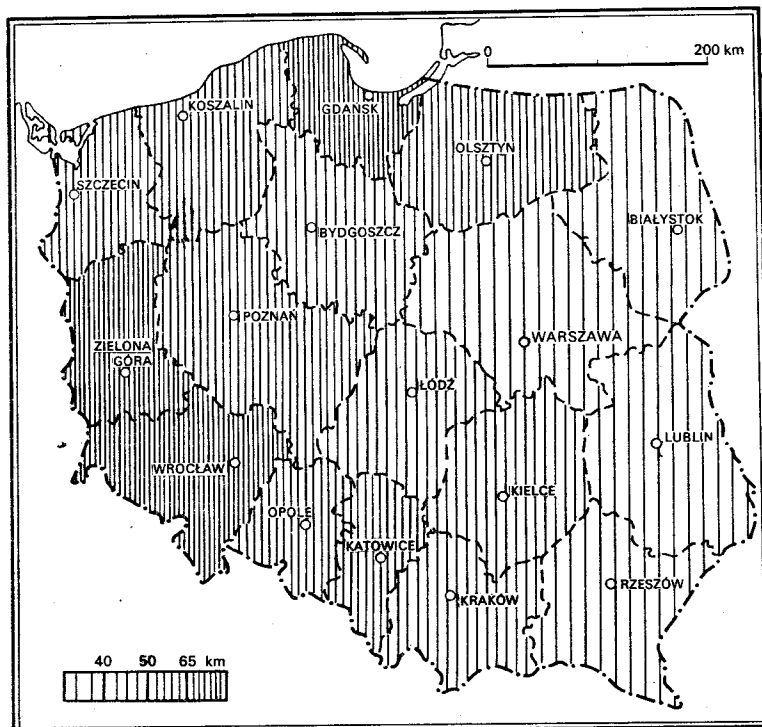 0 200 km
KOSZALIN
GDAŃSK
OLSZTYN
SZCZECIN
BIAŁYSTOK
BYDGOSZCZ
POZNAŃ
WARSZAWA
ZIELONA
GÓRA
ŁÓDŹ
LUBLIN
WROCŁAW
KIELCE
OPOLE
KATOWICE
RZESZÓW
KRAKÓW
40 50 65 km